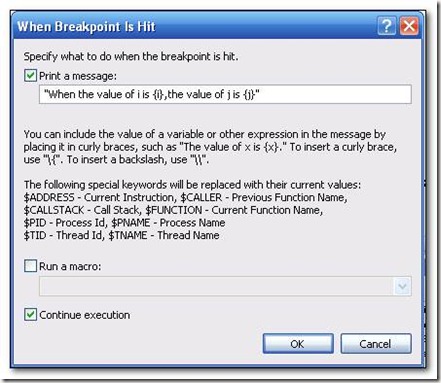 When Breakpoint Is Hit
Specify what to do when the breakpoint is hit.
Print a message:
"When the value of i is {i},the value of j is {j}"
You can include the value of a variable or other expression in the message by
placing it in curly braces, such as "The value of x is {x}." To insert a curly brace,
use "\{". To insert a backslash, use "\\".
The following special keywords will be replaced with their current values:
$ADDRESS - Current Instruction, $CALLER - Previous Function Name,
$CALLSTACK - Call Stack, $FUNCTION - Current Function Name,
$PID - Process Id, $PNAME - Process Name
$TID - Thread Id, $TNAME - Thread Name
Run a macro:
Continue execution
OK Cancel